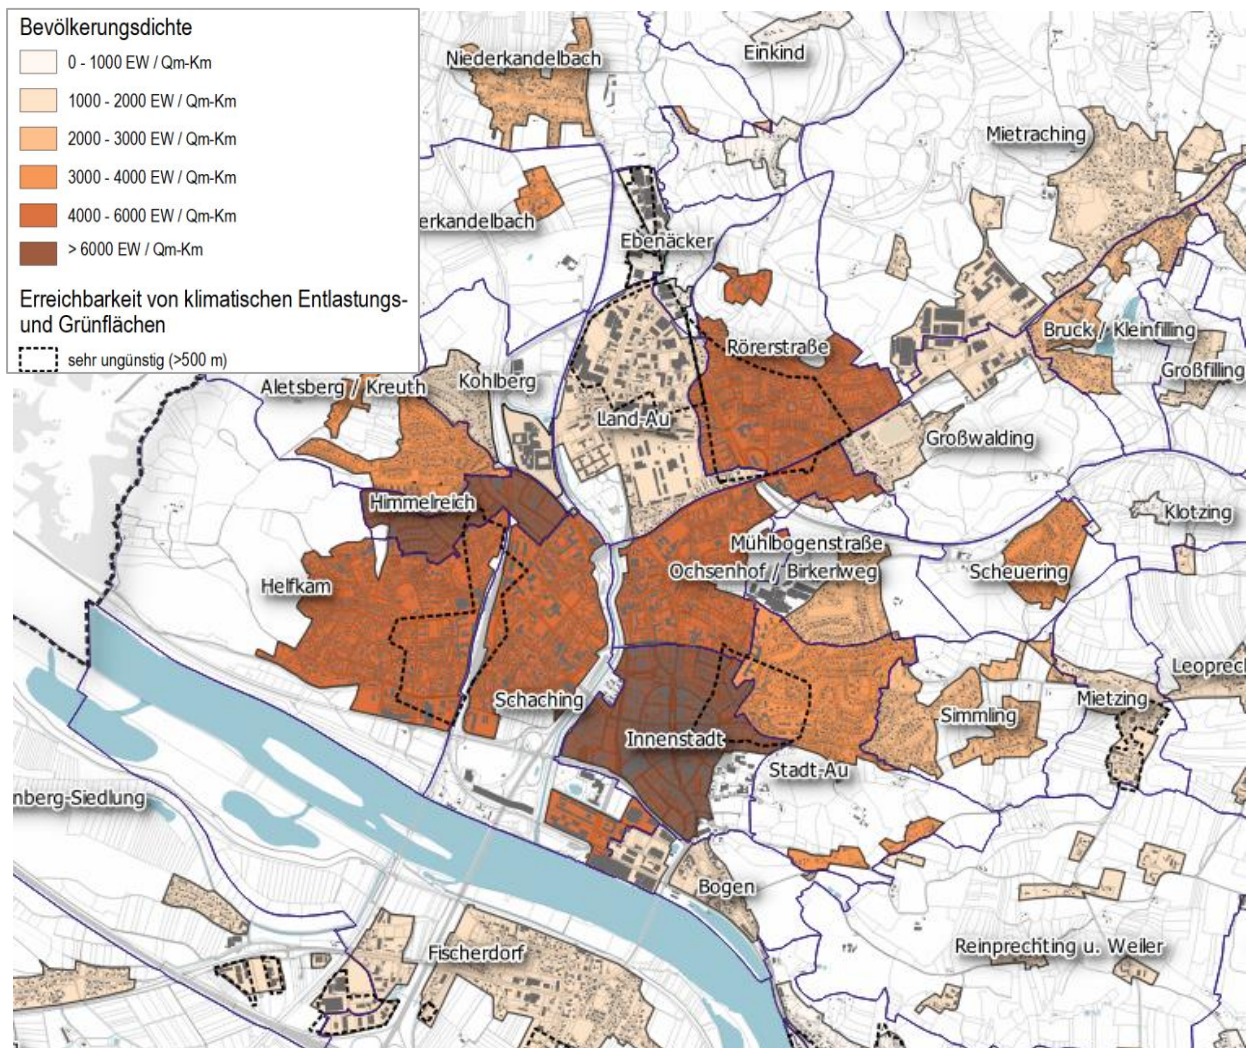 Bevölkerungsdichte
0 - 1000 EW / Qm-Km
1000 - 2000 EW / Qm-Km
2000 - 3000 EW / Qm-Km
3000 - 4000 EW / Qm-Km
4000 - 6000 EW / Qm-Km
> 6000 EW / Qm-Km
Erreichbarkeit von klimatischen Entlastungs-
und Grünflächen
sehr ungünstig (>500 m)
Niederkandelbach
Einkind
Mietraching
erkandelbach
Ebenäcker
Bruck / Kleinfilling
Rörerstraße
Großfilling
Aletsberg / Kreuth
Kohlberg
Land-Au
Großwalding
Himmelreich
Klotzing
Mühlbogenstraße
Ochsenhof / Birkerlweg
Scheuering
Helfkam
Leoprech
Schaching
Mietzing
Simmling
Innenstadt
Stadt-Au
nberg-Siedlung
Bogen
Fischerdorf
Reinprechting u. Weiler